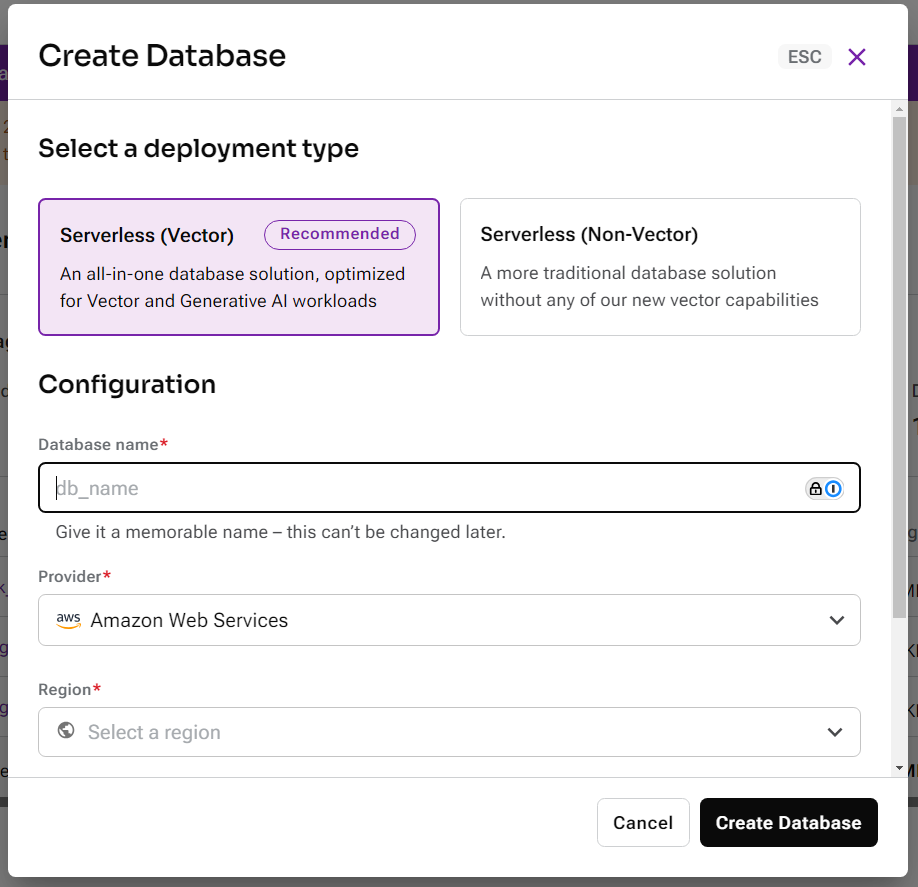 Create Database
ESC
Select a deployment type
Serverless (Vector)
Recommended
An all-in-one database solution, optimized
for Vector and Generative AI workloads
Serverless (Non-Vector)
A more traditional database solution
without any of our new vector capabilities
Configuration
Database name*
db_name
Give it a memorable name – this can’t be changed later.
Provider*
aws Amazon Web Services
Region*
Select a region
Cancel
Create Database